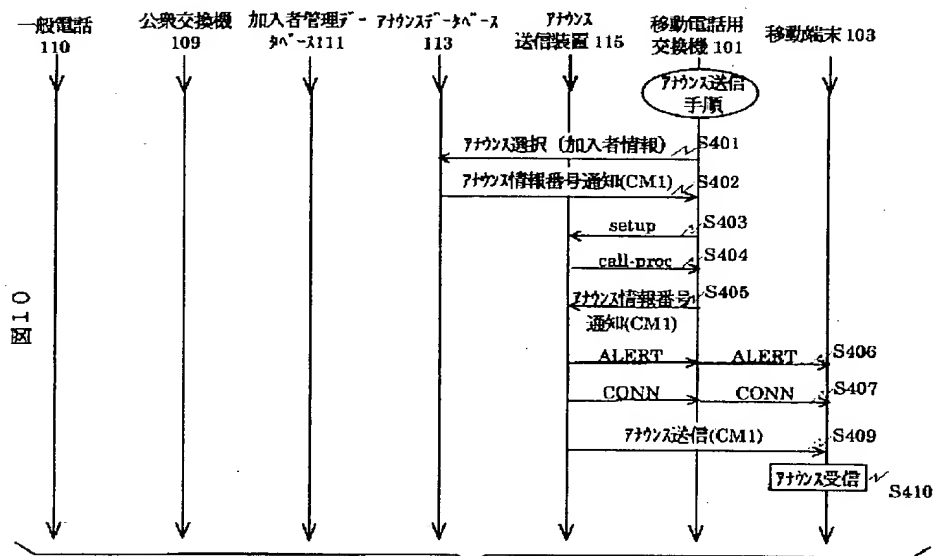 一般電話
110
公衆交換機
109
加入者管理デー
タベース111
アナウンスデータベース
113
アナウンス
送信装置 115
移動電話用
交換機 101
移動端末 103
アナウンス送信
手順
アナウンス選択（加入者情報）
S401
アナウンス情報番号通知(CM1)
S402
setup
S403
call-proc
S404
アナウンス情報番号
通知(CM1)
S405
ALERT
ALERT
S406
CONN
CONN
S407
アナウンス送信(CM1)
S409
アナウンス受信
S410
図10